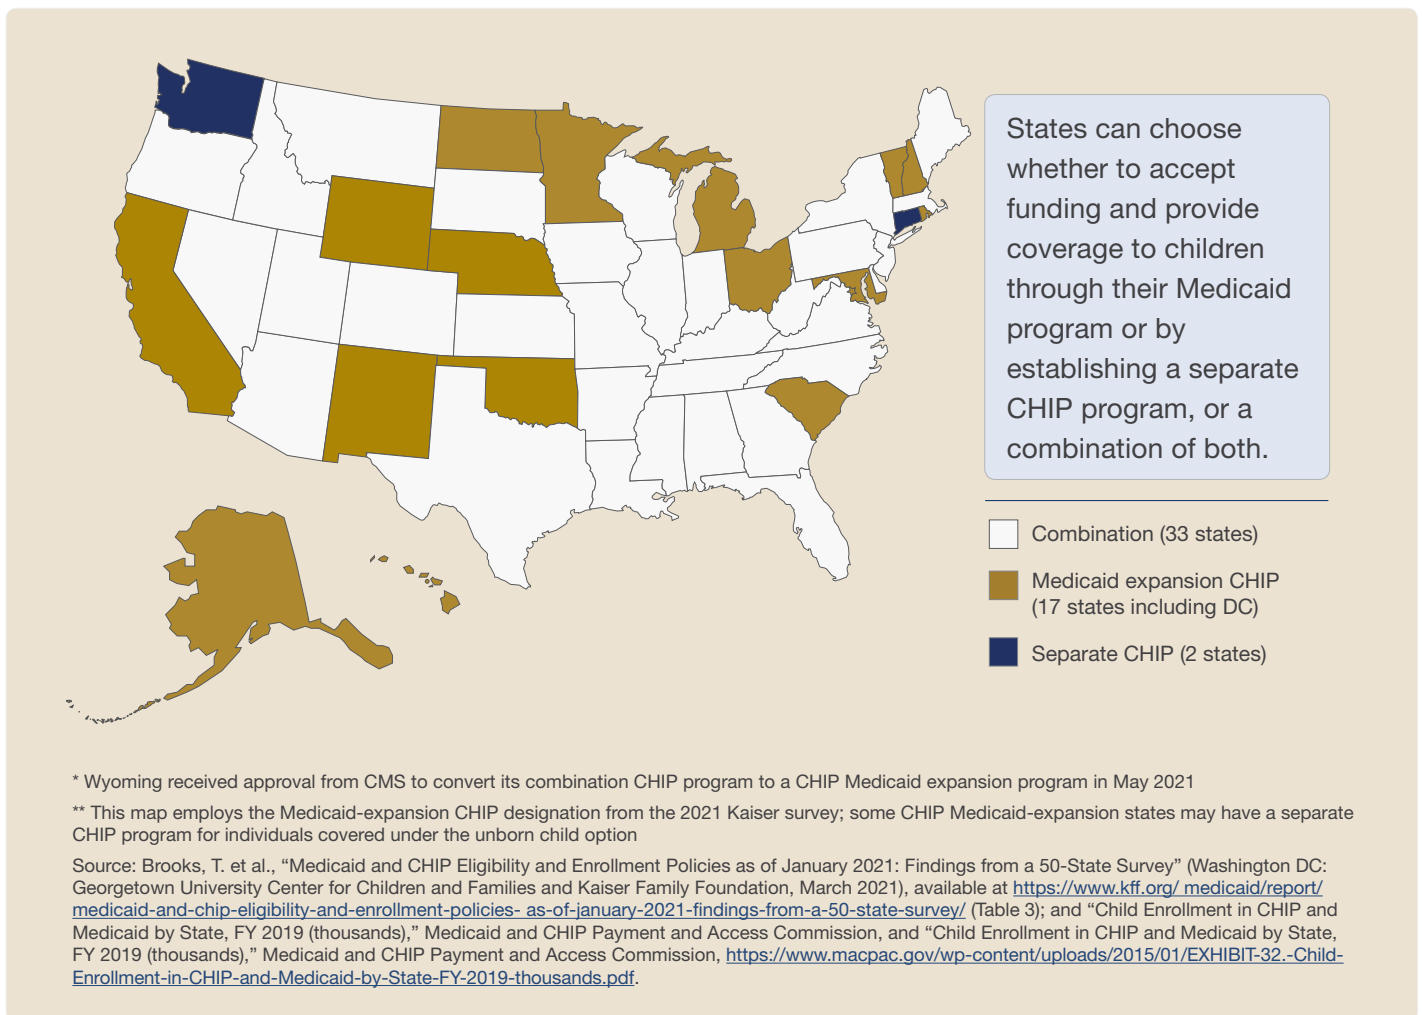 States can choose
whether to accept
funding and provide
coverage to children
through their Medicaid
program or by
establishing a separate
CHIP program, or a
combination of both.
Combination (33 states)
Medicaid expansion CHIP
(17 states including DC)
Separate CHIP (2 states)
* Wyoming received approval from CMS to convert its combination CHIP program to a CHIP Medicaid expansion program in May 2021
** This map employs the Medicaid-expansion CHIP designation from the 2021 Kaiser survey; some CHIP Medicaid-expansion states may have a separate
CHIP program for individuals covered under the unborn child option
Source: Brooks, T. et al., “Medicaid and CHIP Eligibility and Enrollment Policies as of January 2021: Findings from a 50-State Survey” (Washington DC:
Georgetown University Center for Children and Families and Kaiser Family Foundation, March 2021), available at https://www.kff.org/ medicaid/report/
medicaid-and-chip-eligibility-and-enrollment-policies- as-of-january-2021-findings-from-a-50-state-survey/ (Table 3); and “Child Enrollment in CHIP and
Medicaid by State, FY 2019 (thousands),” Medicaid and CHIP Payment and Access Commission, and “Child Enrollment in CHIP and Medicaid by State,
FY 2019 (thousands),” Medicaid and CHIP Payment and Access Commission, https://www.macpac.gov/wp-content/uploads/2015/01/EXHIBIT-32.-Child-
Enrollment-in-CHIP-and-Medicaid-by-State-FY-2019-thousands.pdf.